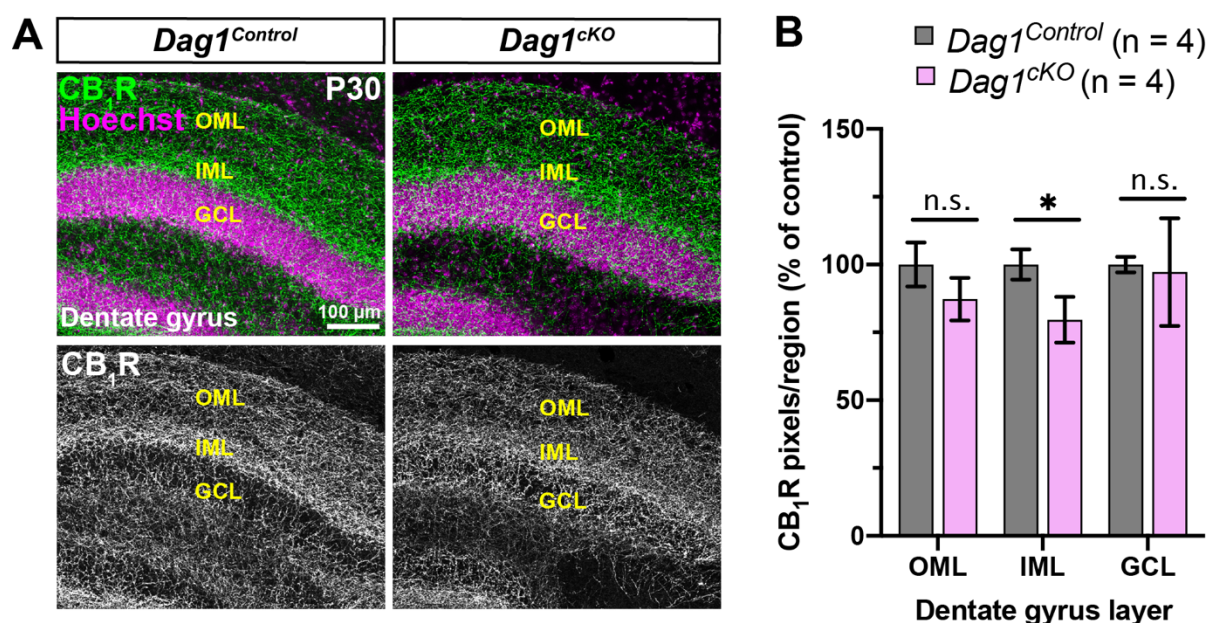 A
Dag1Control
Dag1cKO
CB1R
P30
Hoechst
OML
IML
GCL
Dentate gyrus
100 µm
OML
IML
GCL
CB1R
OML
IML
GCL
OML
IML
GCL
B
Dag1Control (n = 4)
Dag1cKO (n = 4)
CB1R pixels/region (% of control)
150
100
50
0
n.s.
*
n.s.
OML IML GCL
Dentate gyrus layer